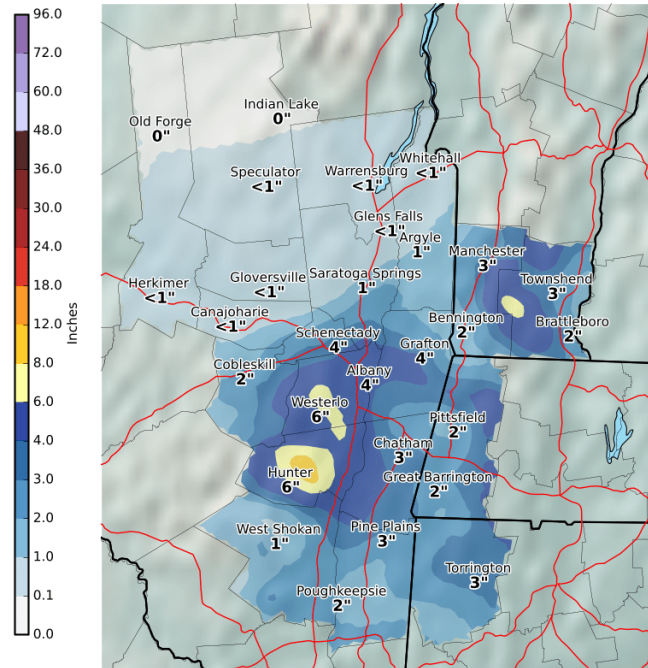 96.0
72.0
60.0
48.0
36.0
30.0
24.0
18.0
12.0
8.0
6.0
4.0
3.0
2.0
1.0
0.1
0.0
Inches
Old Forge
0"
Indian Lake
0"
Speculator
<1"
Warrensburg
<1"
Whitehall
<1"
Glens Falls
<1"
Argyle
1"
Manchester
3"
Townshend
3"
Herkimer
<1"
Gloversville
<1"
Saratoga Springs
1"
Canajoharie
<1"
Bennington
2"
Brattleboro
2"
Schenectady
4"
Grafton
4"
Cobleskill
2"
Albany
4"
Westerlo
6"
Pittsfield
2"
Chatham
3"
Hunter
6"
Great Barrington
2"
West Shokan
1"
Pine Plains
3"
Torrington
3"
Poughkeepsie
2"